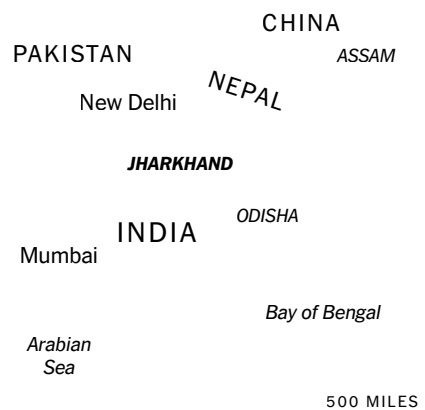 CHINA
PAKISTAN
ASSAM
NEPAL
New Delhi
JHARKHAND
ODISHA
INDIA
Mumbai
Bay of Bengal
Arabian
Sea
500 MILES